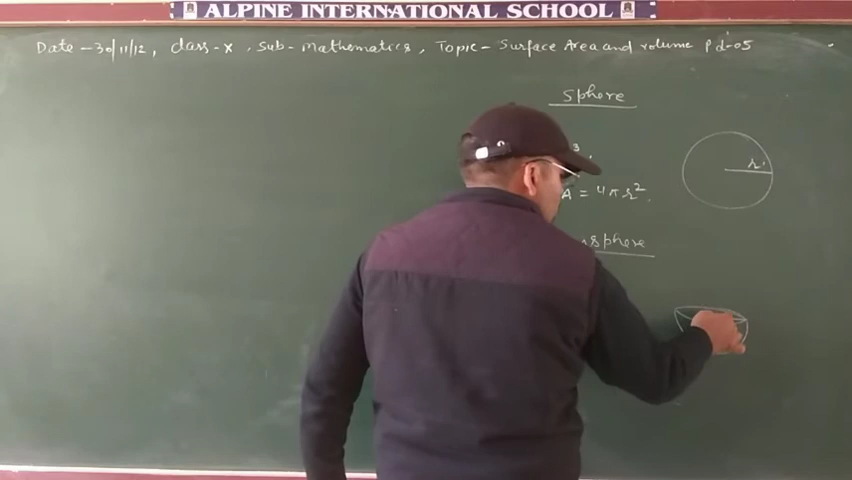 ALPINE INTERNATIONAL SCHOOL
Date - 30/11/12, class - x, Sub - Mathematics, Topic - Surface Area and volume Pd-05
Sphere
3
r
A = 4πr²
sphere